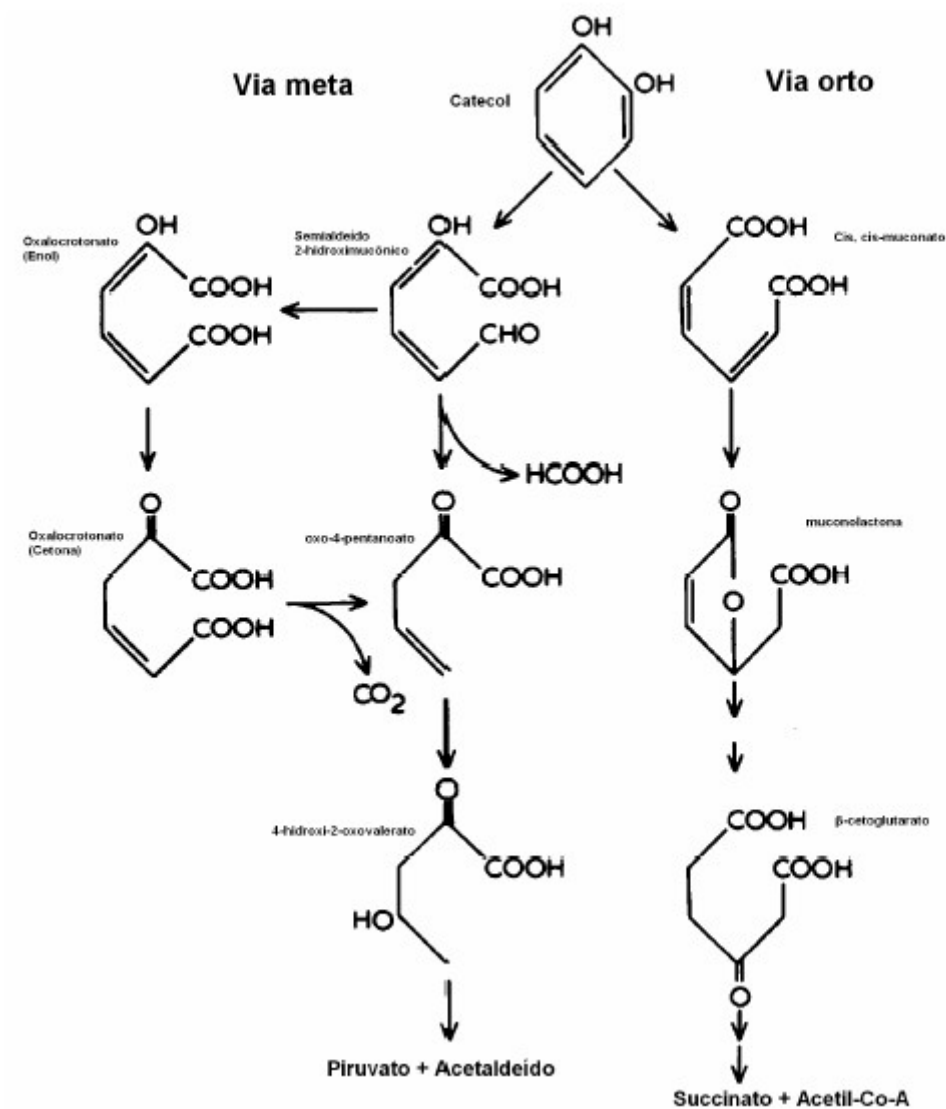 OH
Via meta
Via orto
Catecol
OH
OH
Oxalocrotonato
(Enol)
COOH
COOH
Semialdeído
2-hidroximucônico
OH
COOH
CHO
COOH
Cis, cis-muconato
COOH
HCOOH
Oxalocrotonato
(Cetona)
O
COOH
COOH
CO2
oxo-4-pentanoato
O
COOH
O
muconolactona
COOH
O
4-hidroxi-2-oxovalerato
O
COOH
HO
COOH
β-cetoglutarato
COOH
O
Piruvato + Acetaldeído
Succinato + Acetil-Co-A